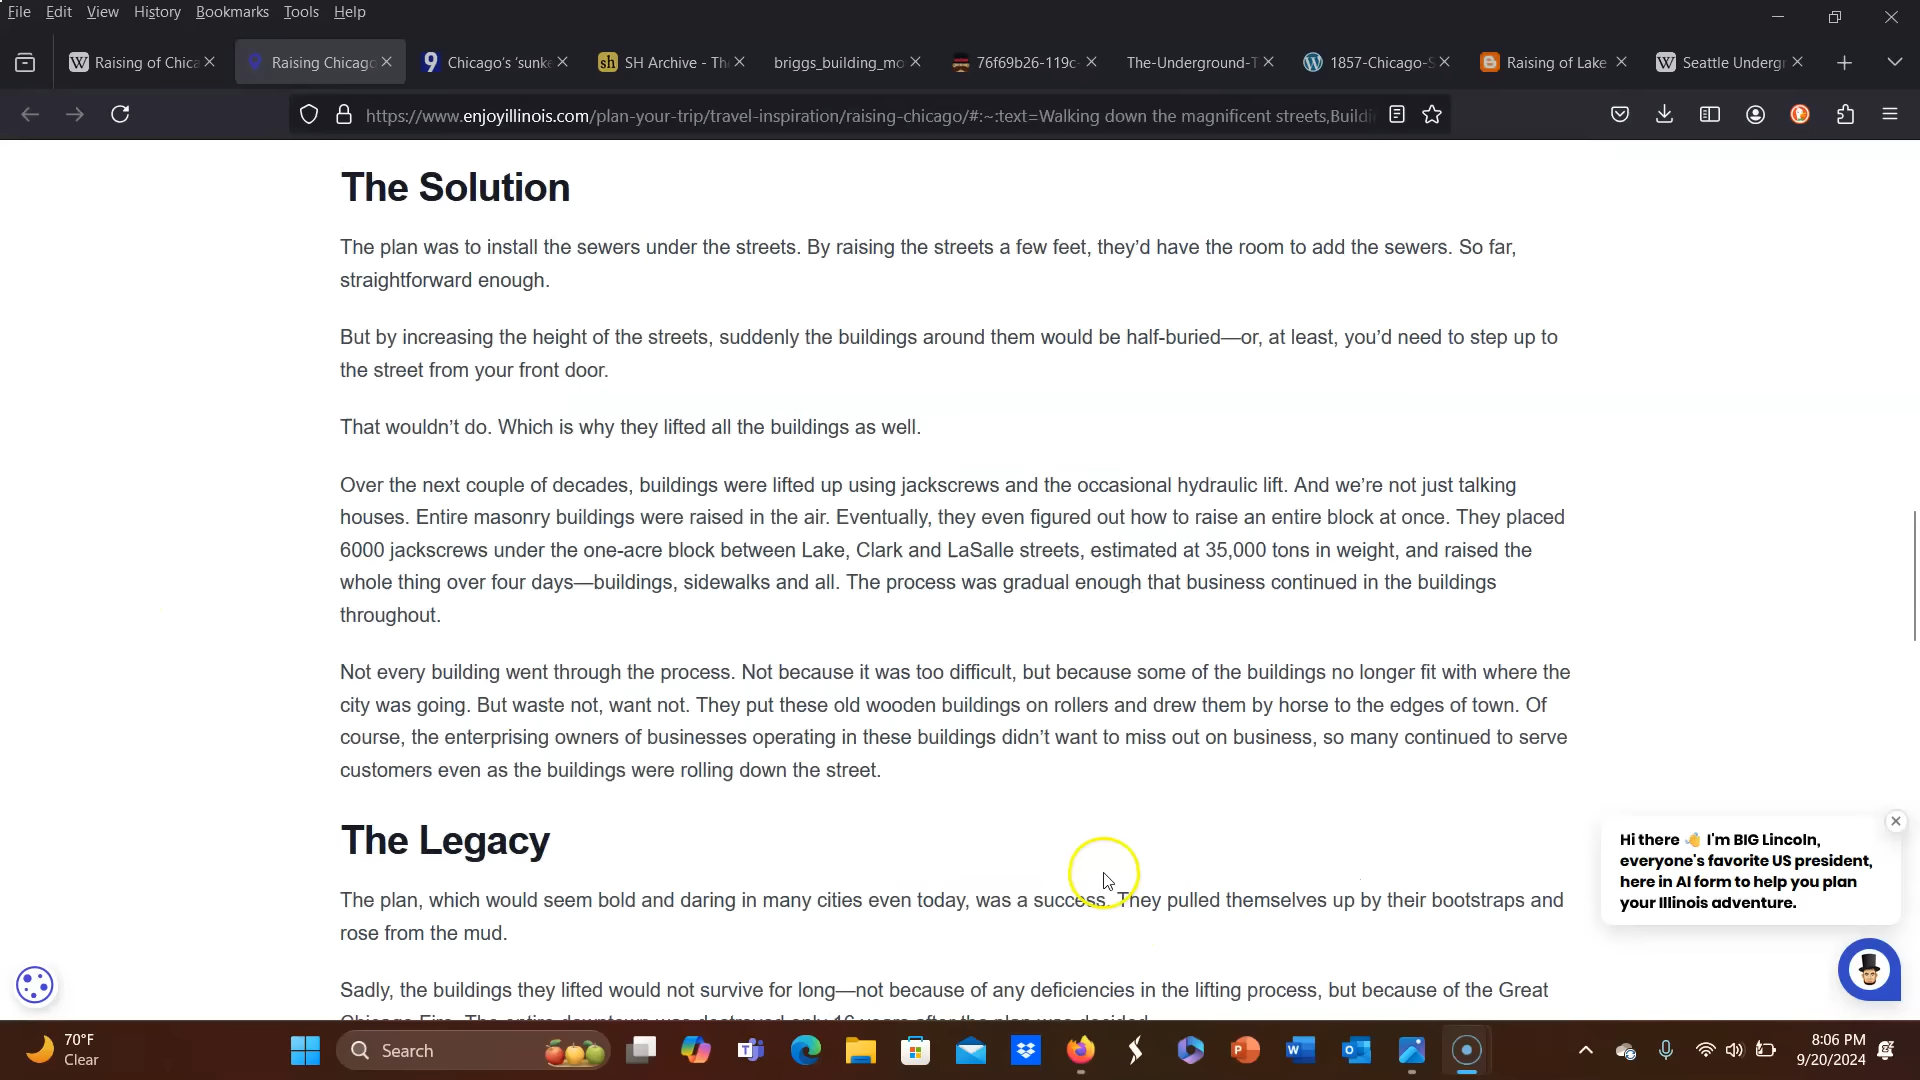 File Edit View History Bookmarks Tools Help
Raising of Chica
Raising Chicago
Chicago's 'sunke
SH Archive - The
briggs_building_mo
76f69b26-119c-
The-Underground-T
1857-Chicago-S
Raising of Lake
Seattle Undergr
https://www.enjoyillinois.com/plan-your-trip/travel-inspiration/raising-chicago/#:~:text=Walking down the magnificent streets,Buildi
The Solution
The plan was to install the sewers under the streets. By raising the streets a few feet, they'd have the room to add the sewers. So far,
straightforward enough.
But by increasing the height of the streets, suddenly the buildings around them would be half-buried—or, at least, you'd need to step up to
the street from your front door.
That wouldn't do. Which is why they lifted all the buildings as well.
Over the next couple of decades, buildings were lifted up using jackscrews and the occasional hydraulic lift. And we're not just talking
houses. Entire masonry buildings were raised in the air. Eventually, they even figured out how to raise an entire block at once. They placed
6000 jackscrews under the one-acre block between Lake, Clark and LaSalle streets, estimated at 35,000 tons in weight, and raised the
whole thing over four days—buildings, sidewalks and all. The process was gradual enough that business continued in the buildings
throughout.
Not every building went through the process. Not because it was too difficult, but because some of the buildings no longer fit with where the
city was going. But waste not, want not. They put these old wooden buildings on rollers and drew them by horse to the edges of town. Of
course, the enterprising owners of businesses operating in these buildings didn't want to miss out on business, so many continued to serve
customers even as the buildings were rolling down the street.
The Legacy
The plan, which would seem bold and daring in many cities even today, was a success. They pulled themselves up by their bootstraps and
rose from the mud.
Sadly, the buildings they lifted would not survive for long—not because of any deficiencies in the lifting process, but because of the Great
Chicago Fire. The entire downtown was destroyed only 16 years after the plan was decided.
Hi there 👋 I'm BIG Lincoln,
everyone's favorite US president,
here in AI form to help you plan
your Illinois adventure.
70°F
Clear
Search
8:06 PM
9/20/2024